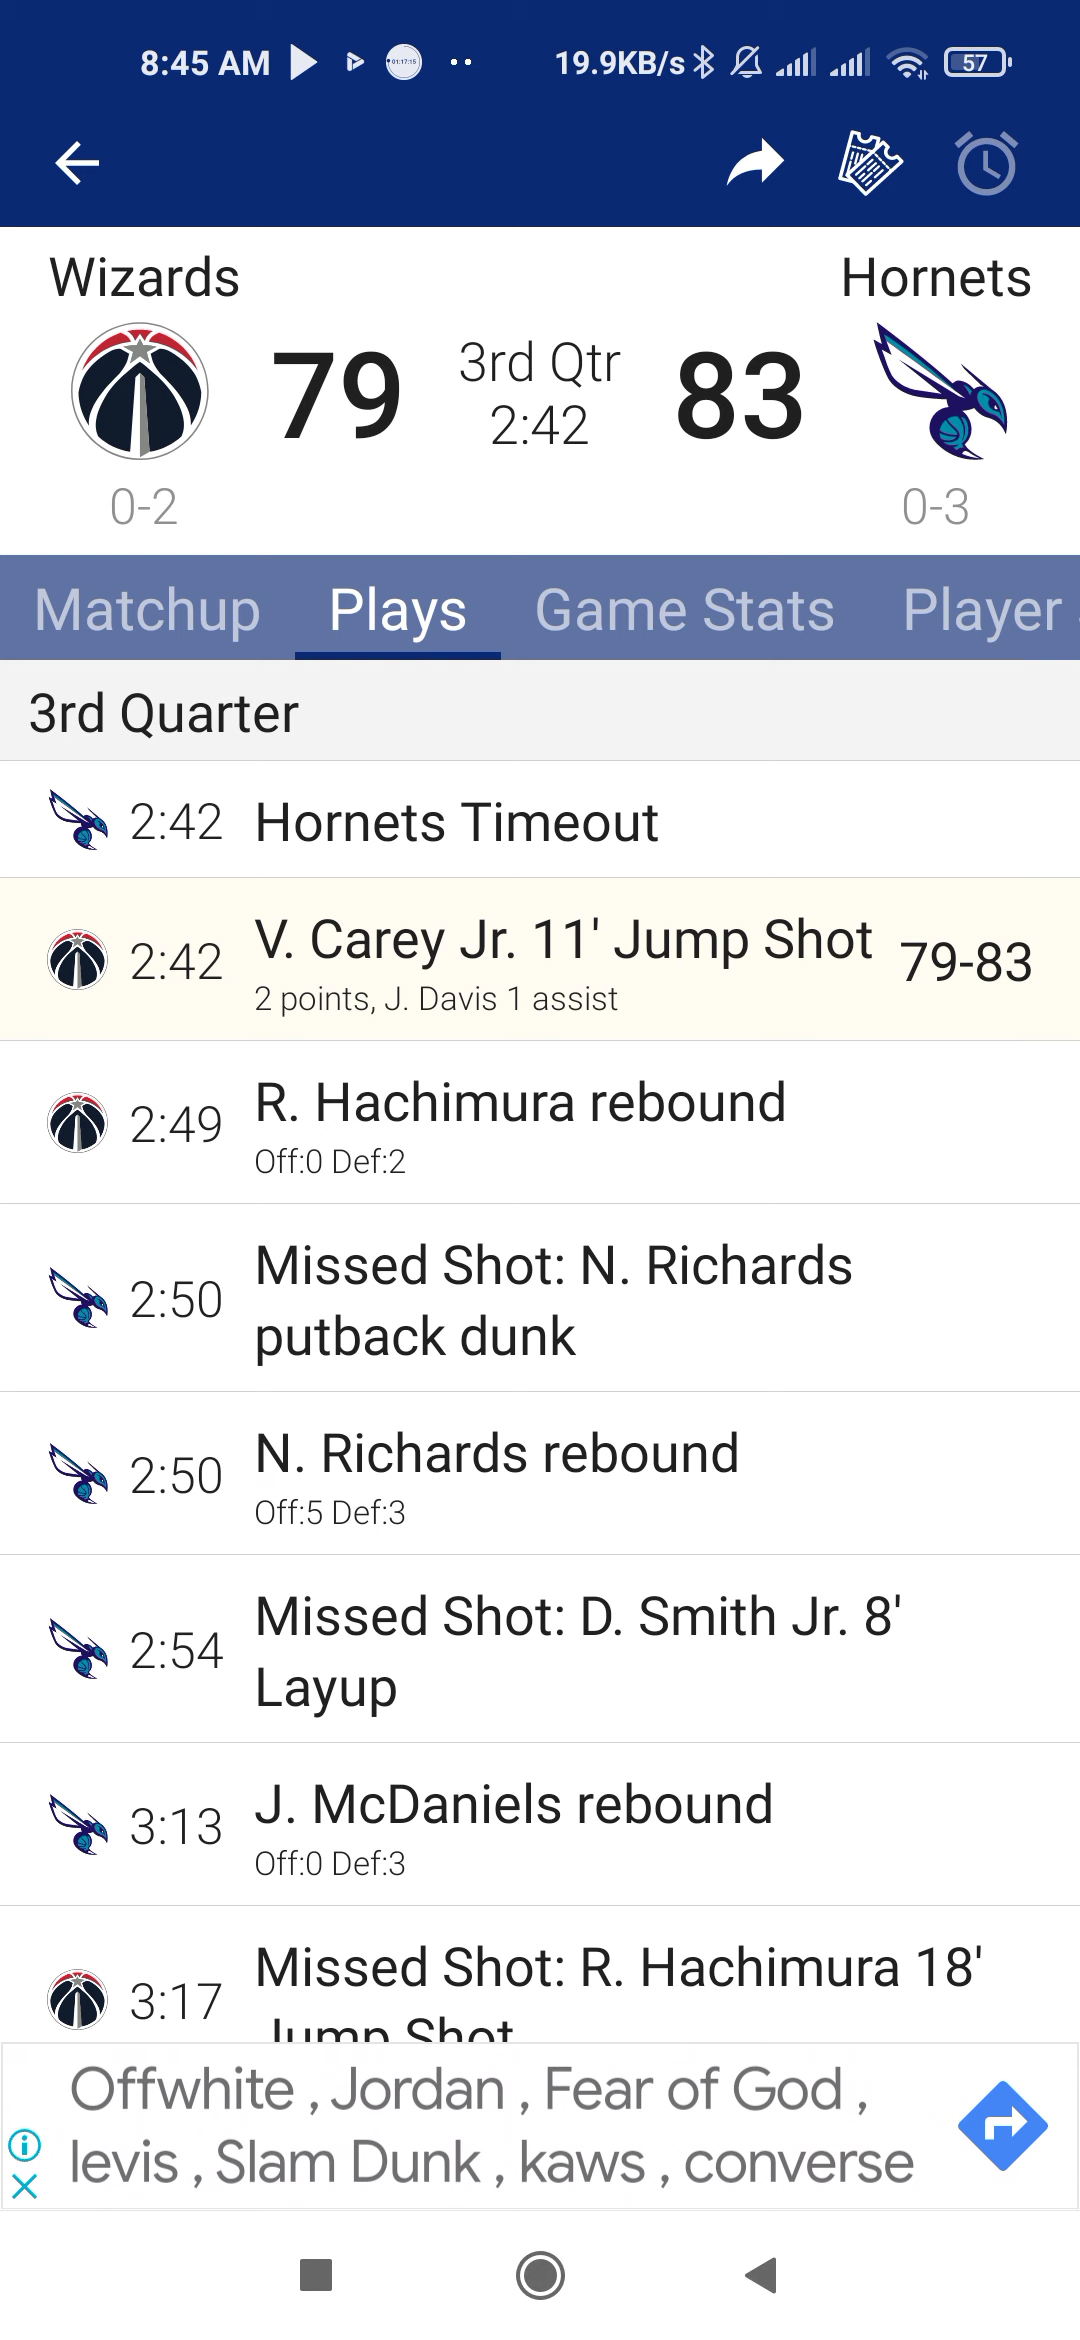 8:45 AM
01:17:15
19.9KB/s
57
Wizards
Hornets
79
3rd Qtr
2:42
83
0-2
0-3
Matchup Plays Game Stats Player
3rd Quarter
2:42 Hornets Timeout
2:42 V. Carey Jr. 11' Jump Shot 79-83
2 points, J. Davis 1 assist
2:49 R. Hachimura rebound
Off:0 Def:2
2:50 Missed Shot: N. Richards
putback dunk
2:50 N. Richards rebound
Off:5 Def:3
2:54 Missed Shot: D. Smith Jr. 8'
Layup
3:13 J. McDaniels rebound
Off:0 Def:3
3:17 Missed Shot: R. Hachimura 18'
Jump Shot
Offwhite , Jordan , Fear of God ,
levis , Slam Dunk , kaws , converse